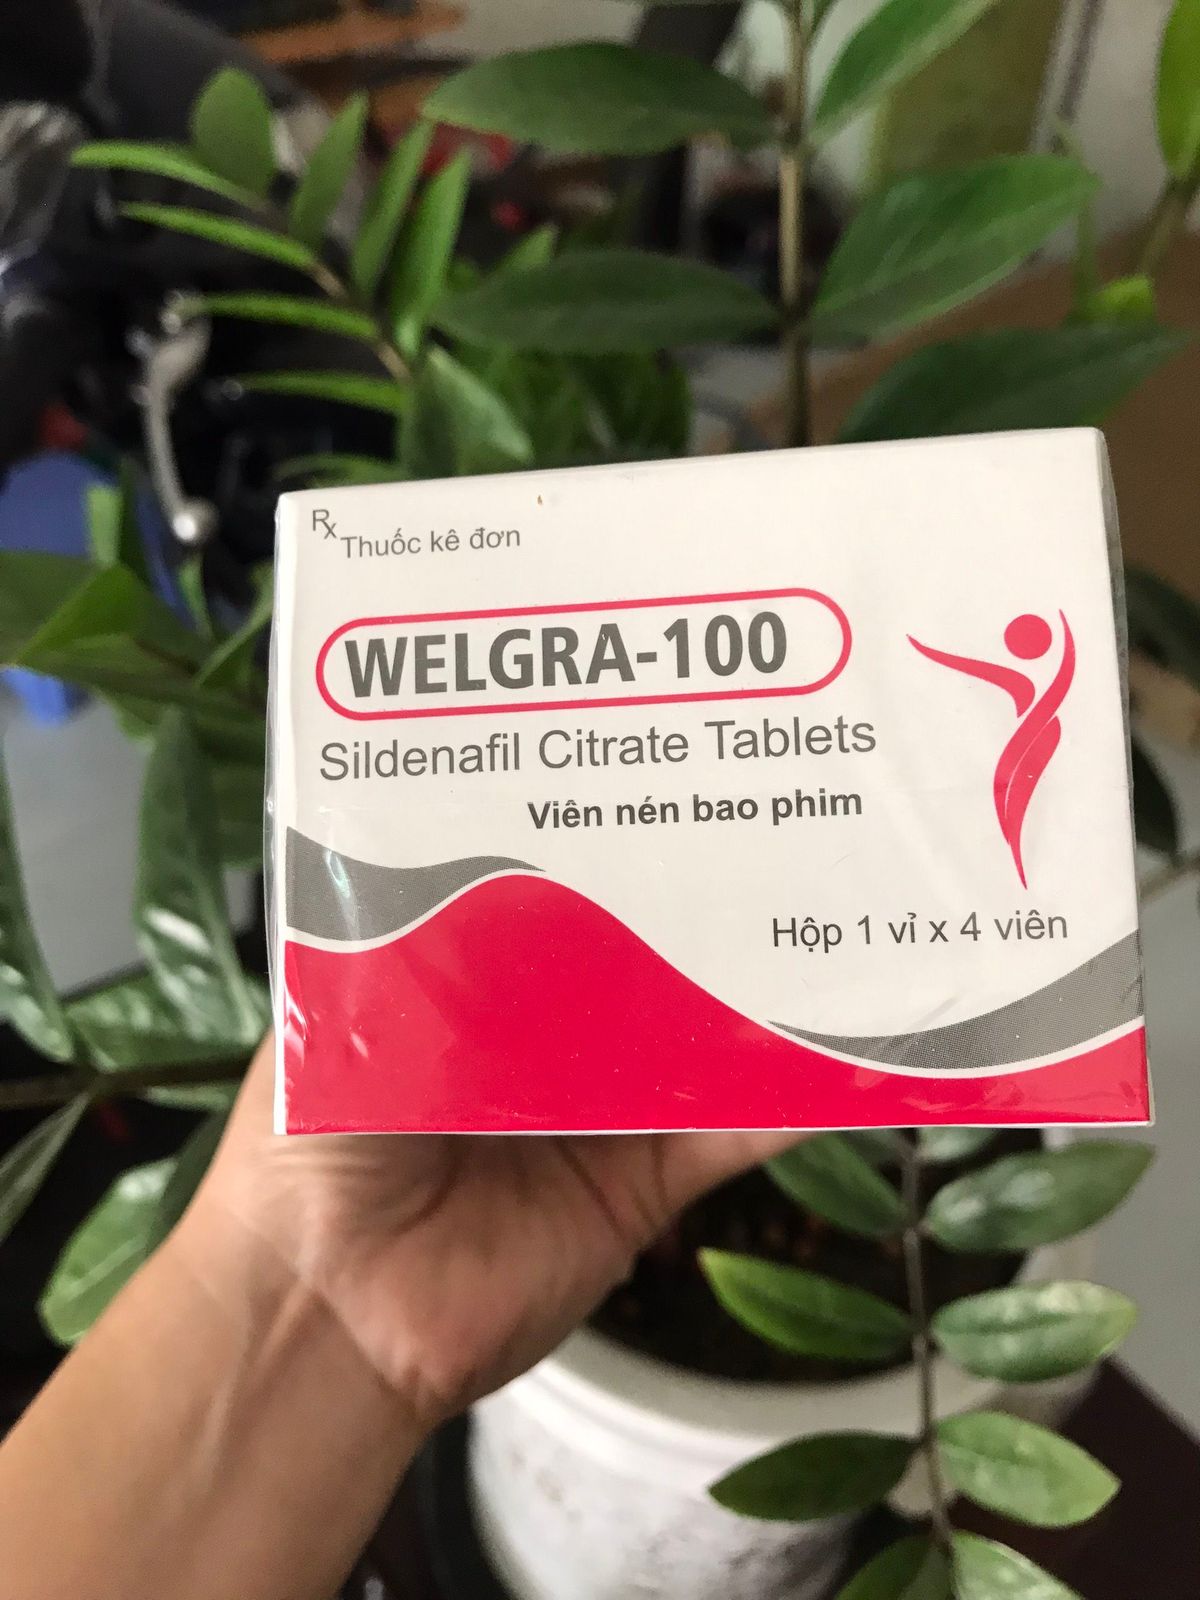 Rx Thuốc kê đơn
WELGRA-100
Sildenafil Citrate Tablets
Viên nén bao phim
Hộp 1 vỉ x 4 viên